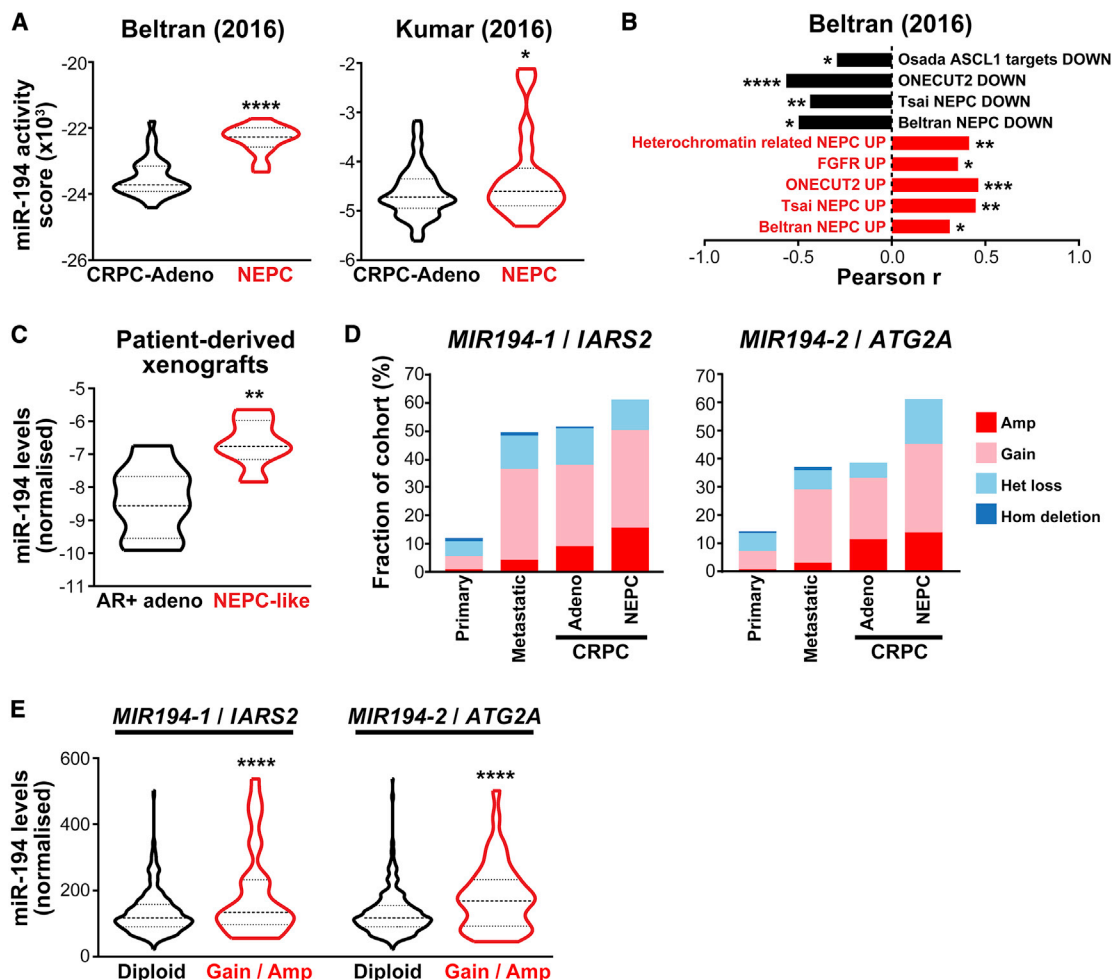 A
Beltran (2016)
Kumar (2016)
miR-194 activity
score (x10³)
-20
-22
-24
-26
****
CRPC-Adeno
NEPC
-2
-3
-4
-5
-6
*
CRPC-Adeno
NEPC
B
Beltran (2016)
* Osada ASCL1 targets DOWN
**** ONECUT2 DOWN
** Tsai NEPC DOWN
* Beltran NEPC DOWN
Heterochromatin related NEPC UP **
FGFR UP *
ONECUT2 UP ***
Tsai NEPC UP **
Beltran NEPC UP *
-1.0 -0.5 0.0 0.5 1.0
Pearson r
C
Patient-derived
xenografts
miR-194 levels
(normalised)
-5
-6
-7
-8
-9
-10
-11
**
AR+ adeno
NEPC-like
D
MIR194-1 / IARS2
MIR194-2 / ATG2A
Fraction of cohort (%)
70
60
50
40
30
20
10
0
Primary
Metastatic
Adeno
NEPC
CRPC
70
60
50
40
30
20
10
0
Primary
Metastatic
Adeno
NEPC
CRPC
Amp
Gain
Het loss
Hom deletion
E
MIR194-1 / IARS2
MIR194-2 / ATG2A
miR-194 levels
(normalised)
600
400
200
0
****
****
Diploid
Gain / Amp
Diploid
Gain / Amp